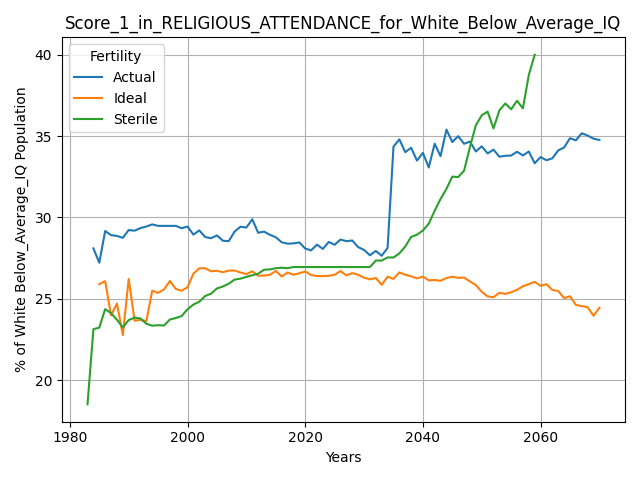 Score_1_in_RELIGIOUS_ATTENDANCE_for_White_Below_Average_IQ
Fertility
Actual
Ideal
Sterile
% of White Below_Average_IQ Population
40
35
30
25
20
1980
2000
2020
2040
2060
Years